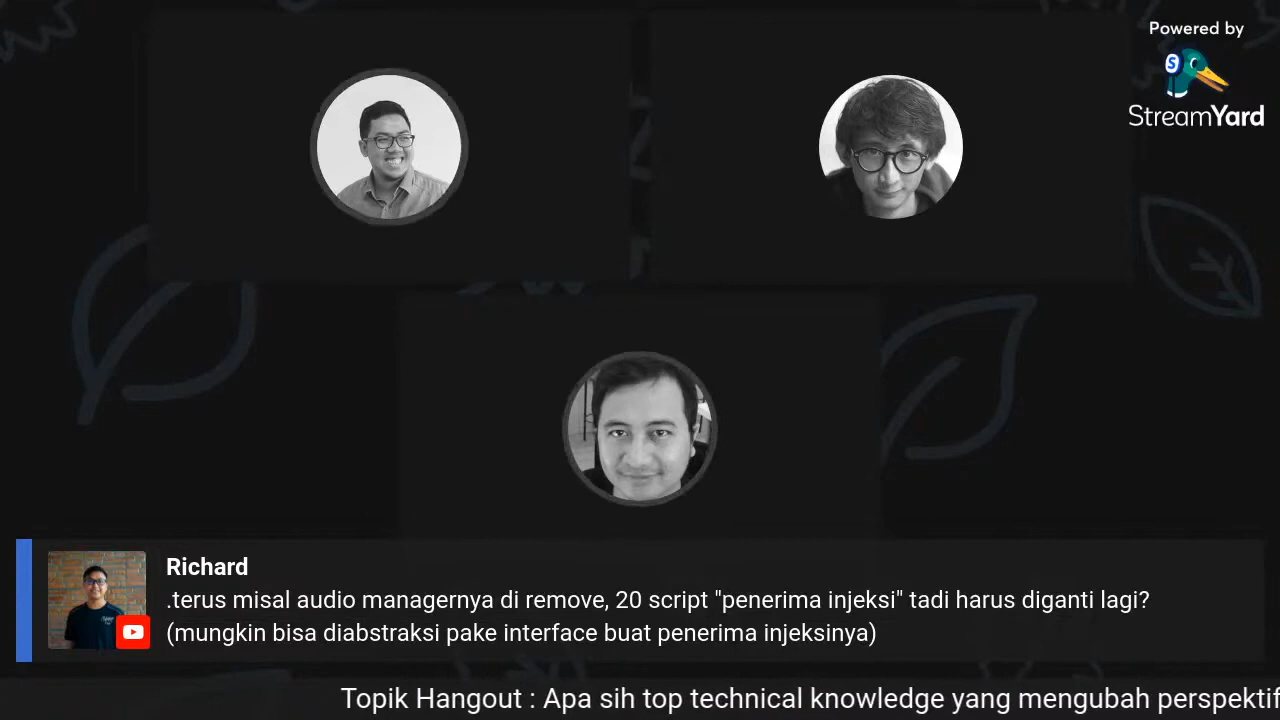 Powered by
StreamYard
Richard
.terus misal audio managernya di remove, 20 script "penerima injeksi" tadi harus diganti lagi?
(mungkin bisa diabstraksi pake interface buat penerima injeksinya)
Topik Hangout : Apa sih top technical knowledge yang mengubah perspektif